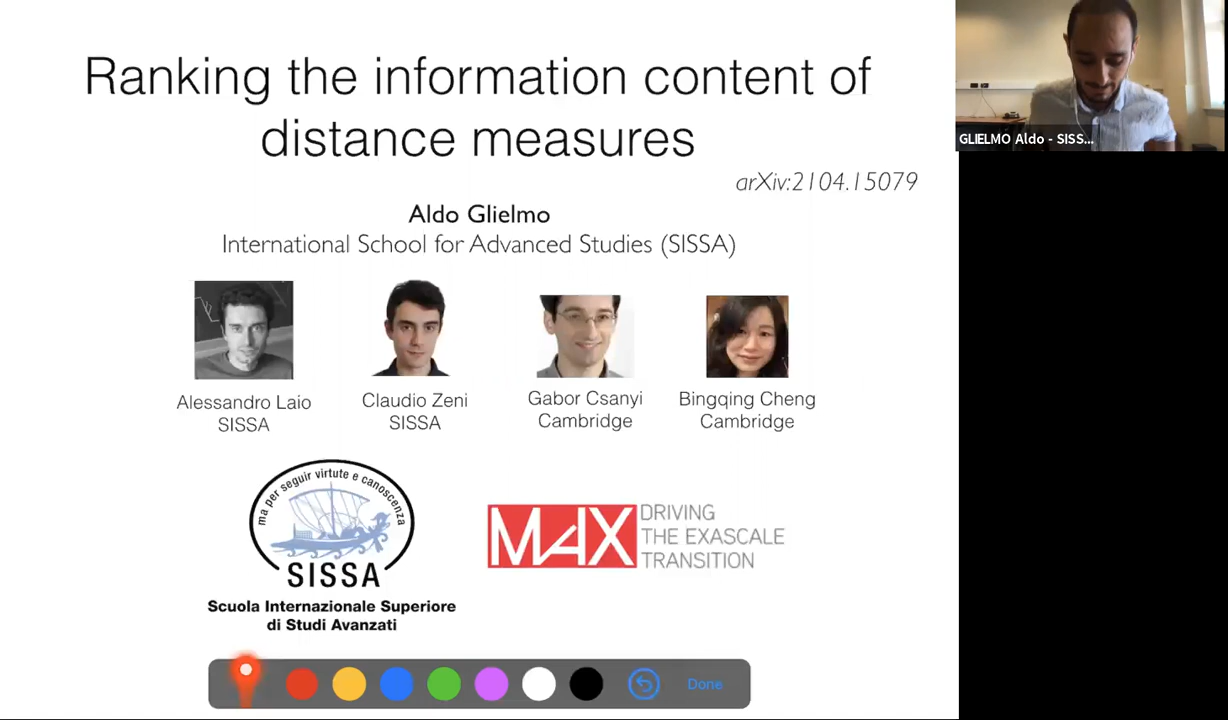 Ranking the information content of
distance measures
arXiv:2104.15079
Aldo Glielmo
International School for Advanced Studies (SISSA)
Alessandro Laio
SISSA
Claudio Zeni
SISSA
Gabor Csanyi
Cambridge
Bingqing Cheng
Cambridge
ma per seguir virtute e canoscenza
SISSA
Scuola Internazionale Superiore
di Studi Avanzati
MAX
DRIVING
THE EXASCALE
TRANSITION
Done
GLIELMO Aldo - SISS...